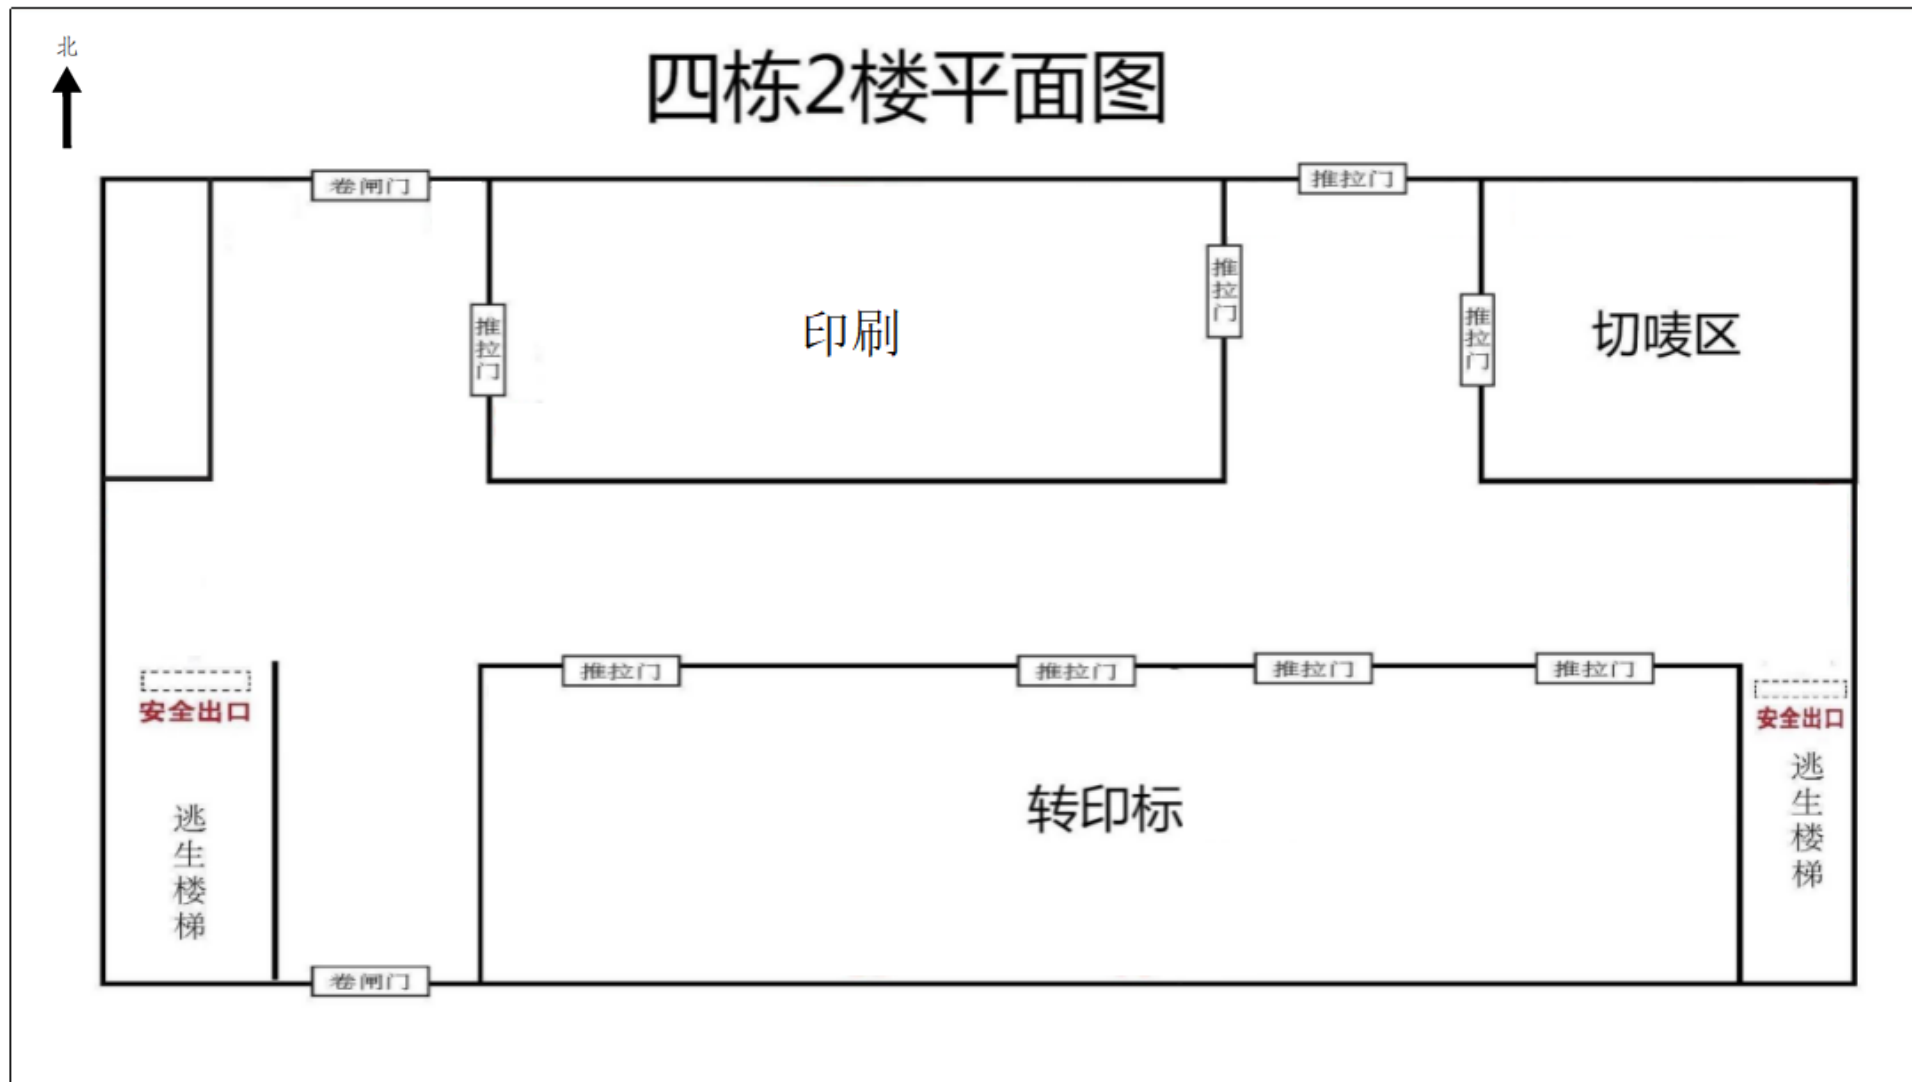 北
四栋2楼平面图
卷闸门
推拉门
推拉门
推拉门
推拉门
印刷
切唛区
推拉门
推拉门
推拉门
推拉门
安全出口
安全出口
逃生楼梯
转印标
逃生楼梯
卷闸门